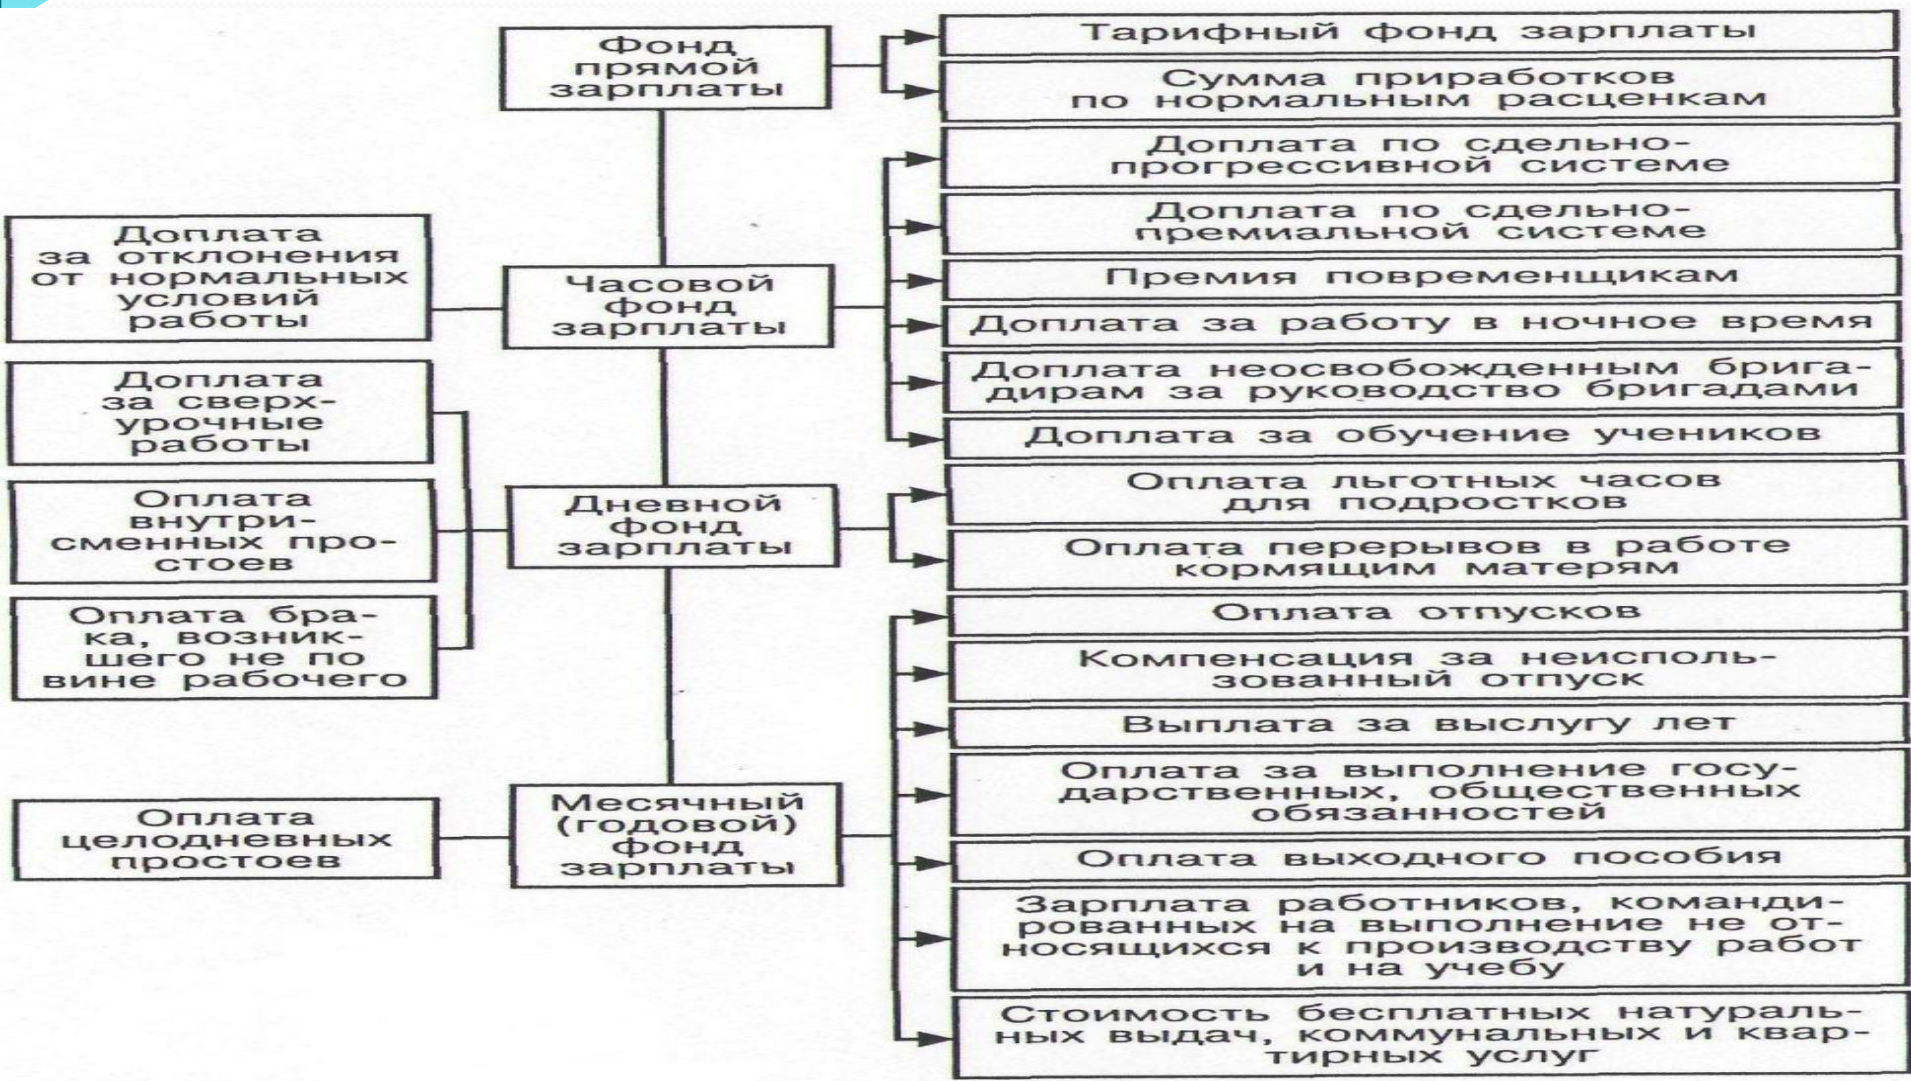 Фонд
прямой
зарплаты
Тарифный фонд зарплаты
Сумма приработков
по нормальным расценкам
Доплата
за отклонения
от нормальных
условий
работы
Часовой
фонд
зарплаты
Доплата по сдельно-
прогрессивной системе
Доплата по сдельно-
премиальной системе
Премия повременщикам
Доплата за работу в ночное время
Доплата неосвобожденным брига-
дирам за руководство бригадами
Доплата за обучение учеников
Доплата
за сверх-
урочные
работы
Оплата
внутри-
сменных про-
стоев
Оплата бра-
ка, возник-
шего не по
вине рабочего
Дневной
фонд
зарплаты
Оплата льготных часов
для подростков
Оплата перерывов в работе
кормящим матерям
Оплата
целодневных
простоев
Месячный
(годовой)
фонд
зарплаты
Оплата отпусков
Компенсация за неисполь-
зованный отпуск
Выплата за выслугу лет
Оплата за выполнение госу-
дарственных, общественных
обязанностей
Оплата выходного пособия
Зарплата работников, команди-
рованных на выполнение не от-
носящихся к производству работ
и на учебу
Стоимость бесплатных натураль-
ных выдач, коммунальных и квар-
тирных услуг